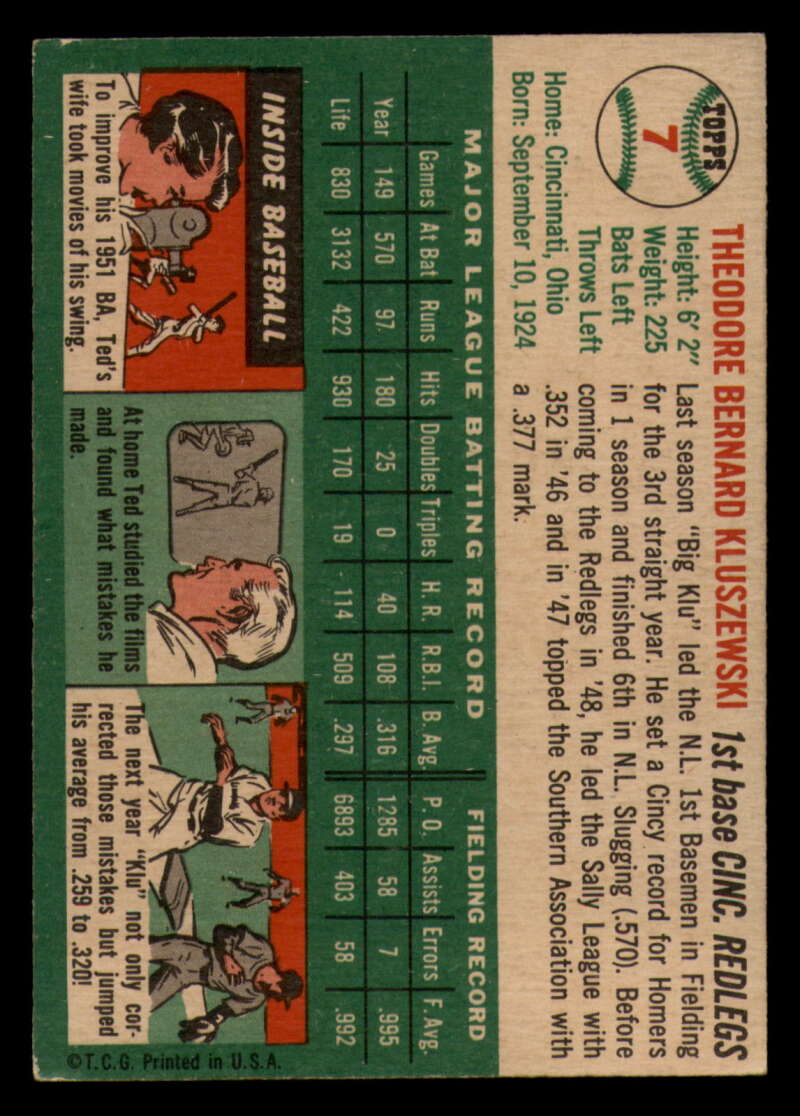 TOPPS
7
THEODORE BERNARD KLUSZEWSKI 1st base CINC. REDLEGS
Height: 6' 2"
Weight: 225
Bats Left
Throws Left
Home: Cincinnati, Ohio
Born: September 10, 1924
Last season "Big Klu" led the N.L. 1st Basemen in Fielding
for the 3rd straight year. He set a Cincy record for Homers
in 1 season and finished 6th in N.L. Slugging (.570). Before
coming to the Redlegs in '48, he led the Sally League with
.352 in '46 and in '47 topped the Southern Association with
a .377 mark.
MAJOR LEAGUE BATTING RECORD FIELDING RECORD
Games At Bat Runs Hits Doubles Triples H. R. R.B.I. B. Avg. P. O. Assists Errors F. Avg.
Year 149 570 97 180 25 0 40 108 .316 1285 58 7 .995
Life 830 3132 422 930 170 19 114 509 .297 6893 403 58 .992
INSIDE BASEBALL
To improve his 1951 BA, Ted's
wife took movies of his swing.
At home Ted studied the films
and found what mistakes he
made.
The next year "Klu' not only cor-
rected those mistakes but jumped
his average from .259 to .320!
©T.C.G. Printed in U.S.A.